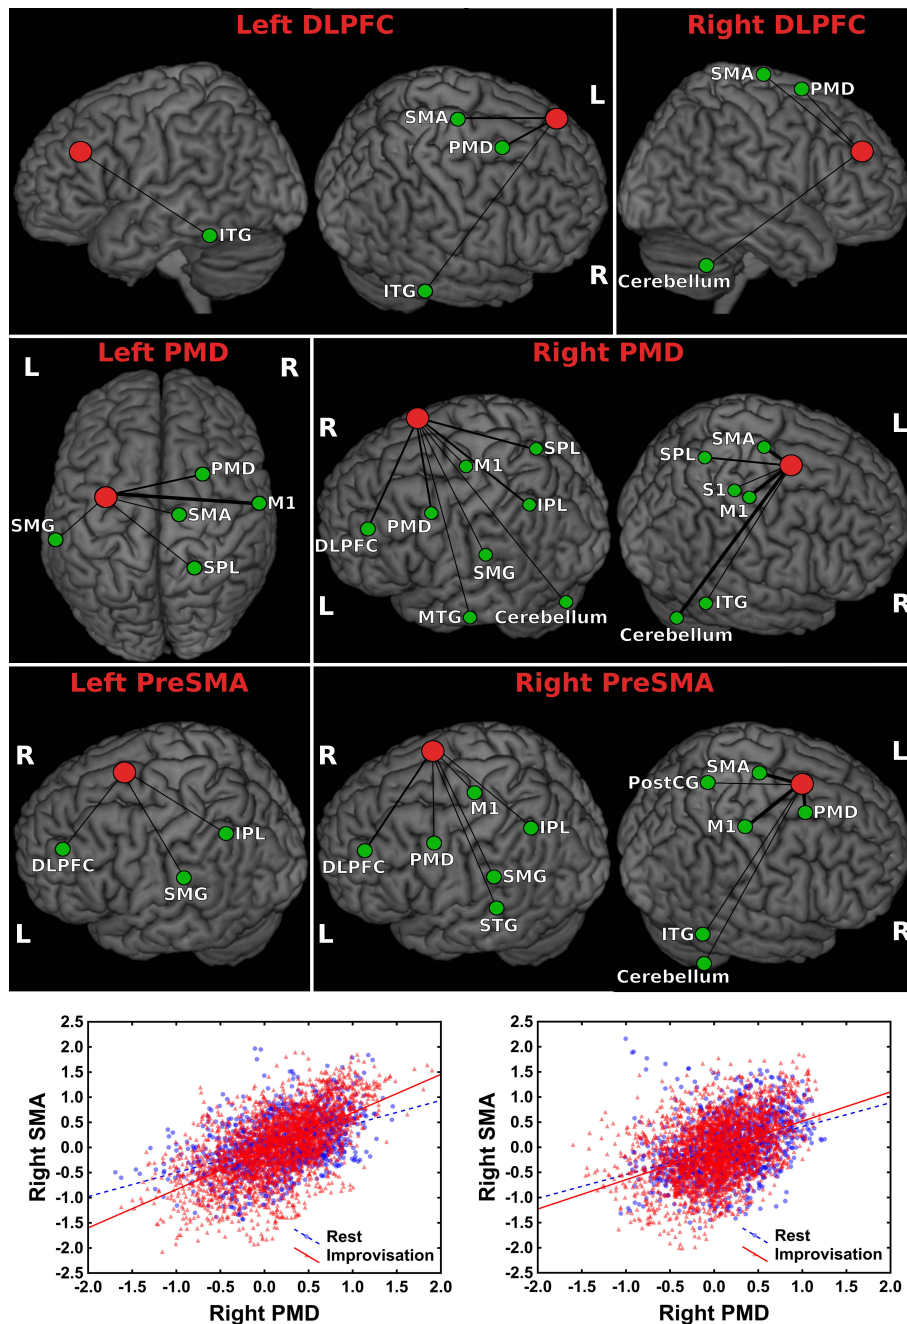 Left DLPFC
Right DLPFC
SMA
PMD
L
SMA
PMD
ITG
Cerebellum
R
ITG
Left PMD
Right PMD
L
R
R
L
SMA
SPL
SPL
PMD
M1
S1
M1
M1
SMA
IPL
SMG
PMD
DLPFC
SPL
SMG
ITG
L
R
MTG
Cerebellum
Cerebellum
Left PreSMA
Right PreSMA
R
R
L
SMA
PostCG
M1
PMD
M1
IPL
IPL
DLPFC
PMD
DLPFC
SMG
SMG
STG
L
L
ITG
R
Cerebellum
2.5
2.0
1.5
1.0
0.5
0.0
-0.5
-1.0
-1.5
-2.0
-2.5
Right SMA
Rest
Improvisation
-2.0 -1.5 -1.0 -0.5 0.0 0.5 1.0 1.5 2.0
Right PMD
2.5
2.0
1.5
1.0
0.5
0.0
-0.5
-1.0
-1.5
-2.0
-2.5
Right SMA
Rest
Improvisation
-2.0 -1.5 -1.0 -0.5 0.0 0.5 1.0 1.5 2.0
Right PMD